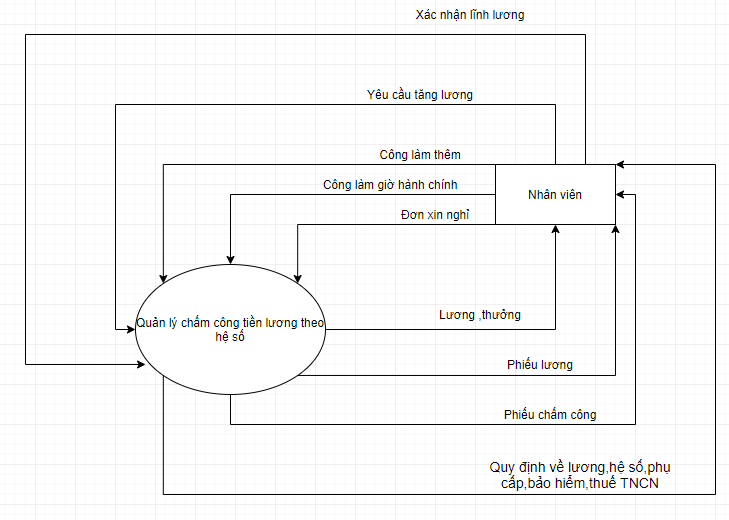 Xác nhận lĩnh lương
Yêu cầu tăng lương
Công làm thêm
Công làm giờ hành chính
Nhân viên
Đơn xin nghỉ
Lương ,thưởng
Quản lý chấm công tiền lương theo
hệ số
Phiếu lương
Phiếu chấm công
Quy định về lương,hệ số,phụ
cấp,bảo hiểm,thuế TNCN